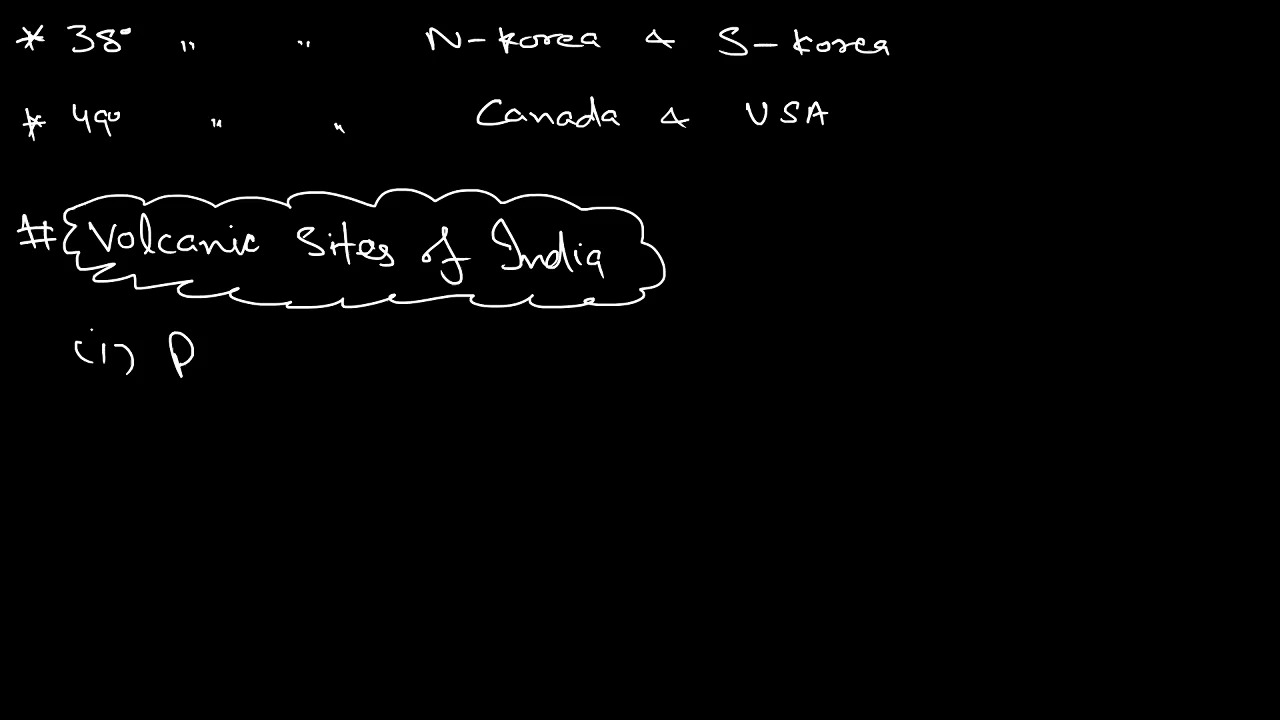 * 38° " " N-Korea & S-Korea
* 49° " " Canada & USA
# Volcanic Sites of India
(i) P